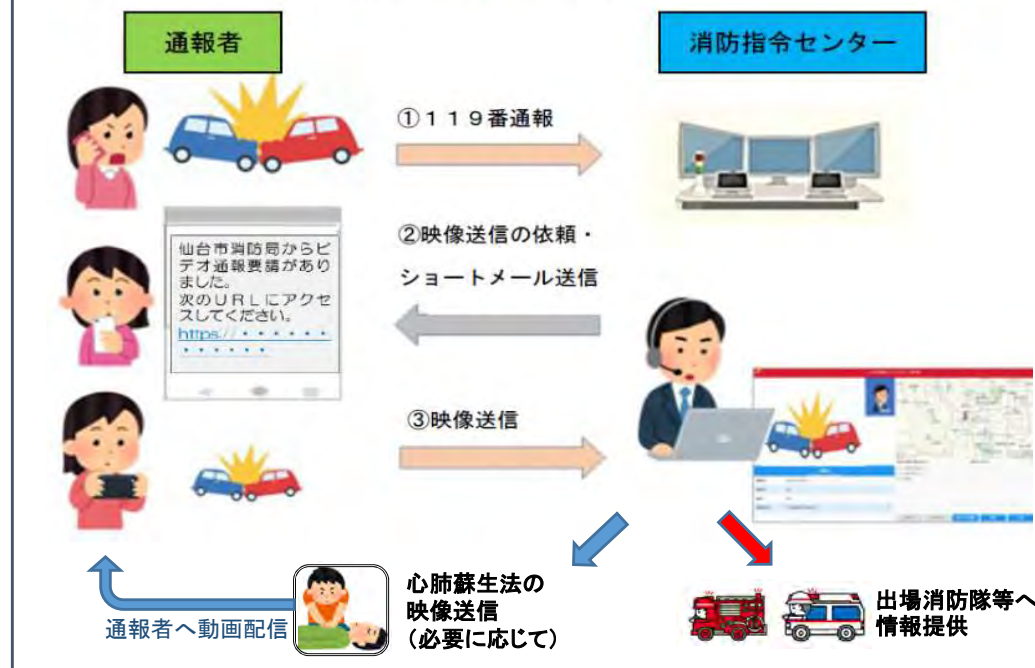 通報者
消防指令センター
①119番通報
仙台市消防局からビ
デオ通報要請があり
ました。
次のURLにアクセ
スしてください。
https://・・・・・・
・・・・・・
②映像送信の依頼・
ショートメール送信
③映像送信
通報者へ動画配信
心肺蘇生法の
映像送信
（必要に応じて）
出場消防隊等へ
情報提供